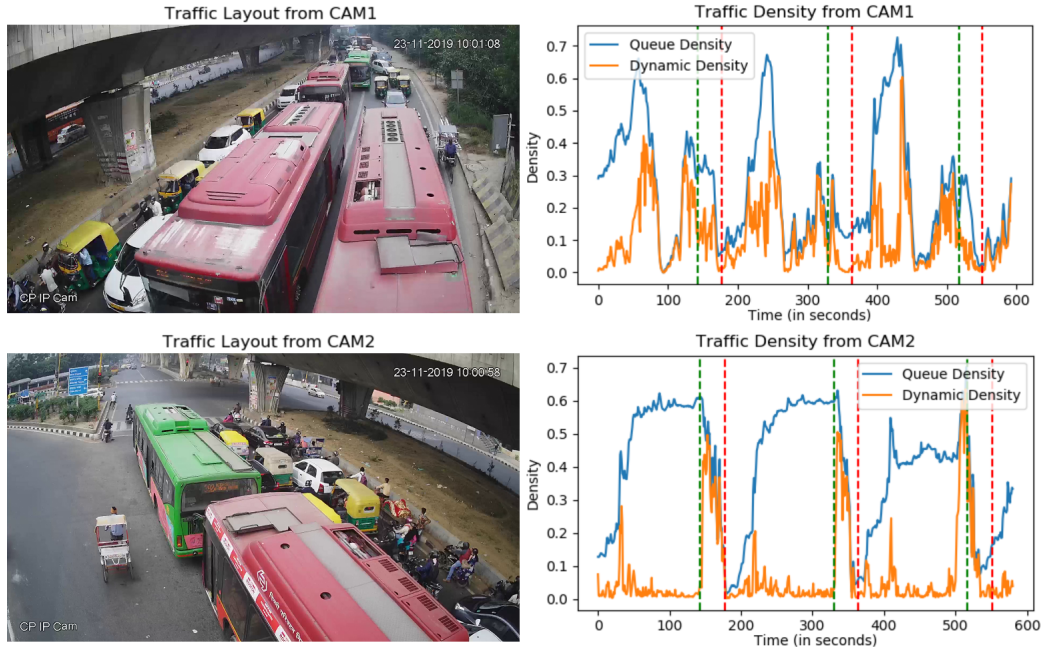 Traffic Layout from CAM1
23-11-2019 10:01:08
CP IP Cam
Traffic Density from CAM1
Queue Density
Dynamic Density
Density
0.7
0.6
0.5
0.4
0.3
0.2
0.1
0.0
0 100 200 300 400 500 600
Time (in seconds)
Traffic Layout from CAM2
23-11-2019 10:00:58
CP IP Cam
Traffic Density from CAM2
Queue Density
Dynamic Density
Density
0.7
0.6
0.5
0.4
0.3
0.2
0.1
0.0
0 100 200 300 400 500 600
Time (in seconds)